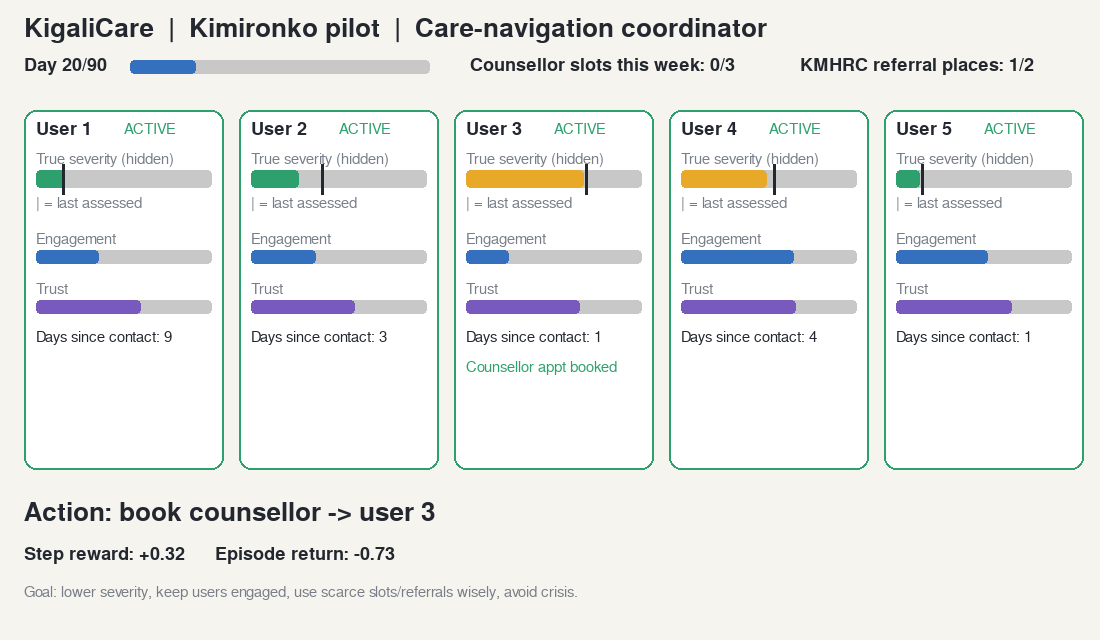 KigaliCare | Kimironko pilot | Care-navigation coordinator
Day 20/90 Counsellor slots this week: 0/3 KMHRC referral places: 1/2
User 1 ACTIVE
True severity (hidden)
| = last assessed
Engagement
Trust
Days since contact: 9
User 2 ACTIVE
True severity (hidden)
| = last assessed
Engagement
Trust
Days since contact: 3
User 3 ACTIVE
True severity (hidden)
| = last assessed
Engagement
Trust
Days since contact: 1
Counsellor appt booked
User 4 ACTIVE
True severity (hidden)
| = last assessed
Engagement
Trust
Days since contact: 4
User 5 ACTIVE
True severity (hidden)
| = last assessed
Engagement
Trust
Days since contact: 1
Action: book counsellor -> user 3
Step reward: +0.32 Episode return: -0.73
Goal: lower severity, keep users engaged, use scarce slots/referrals wisely, avoid crisis.